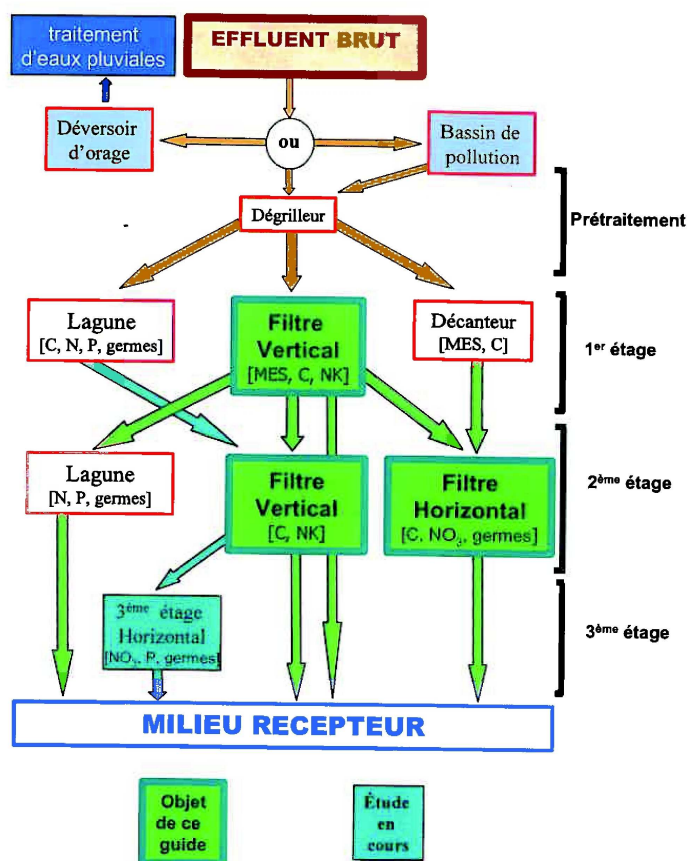 traitement
d'eaux pluviales
EFFLUENT BRUT
Déversoir
d'orage
ou
Bassin de
pollution
Dégrilleur
Prétraitement
Lagune
[C, N, P, germes]
Filtre
Vertical
[MES, C, NK]
Décanteur
[MES, C]
1er étage
Lagune
[N, P, germes]
Filtre
Vertical
[C, NK]
Filtre
Horizontal
[C, NO3, germes]
2ème étage
3ème étage
Horizontal
[NO3, P, germes]
3ème étage
MILIEU RECEPTEUR
Objet
de ce
guide
Étude
en
cours